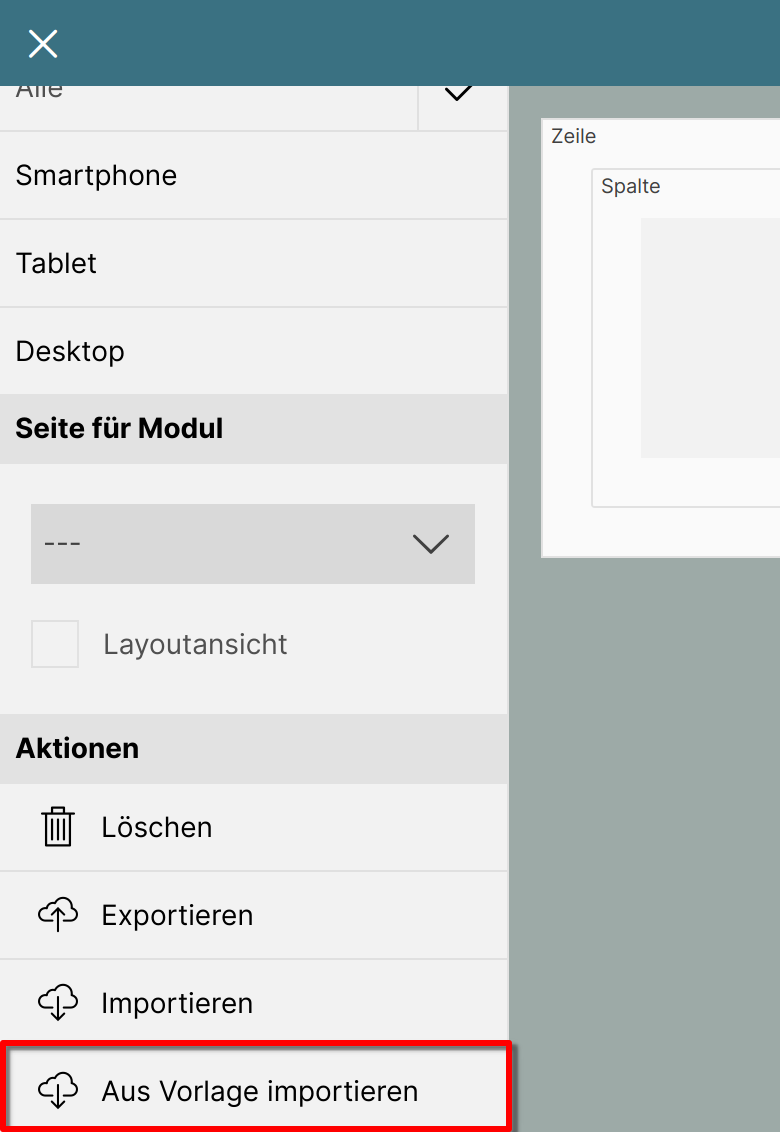 Alle
Smartphone
Tablet
Desktop
Seite für Modul
---
Layoutansicht
Aktionen
Löschen
Exportieren
Importieren
Aus Vorlage importieren
Zeile
Spalte